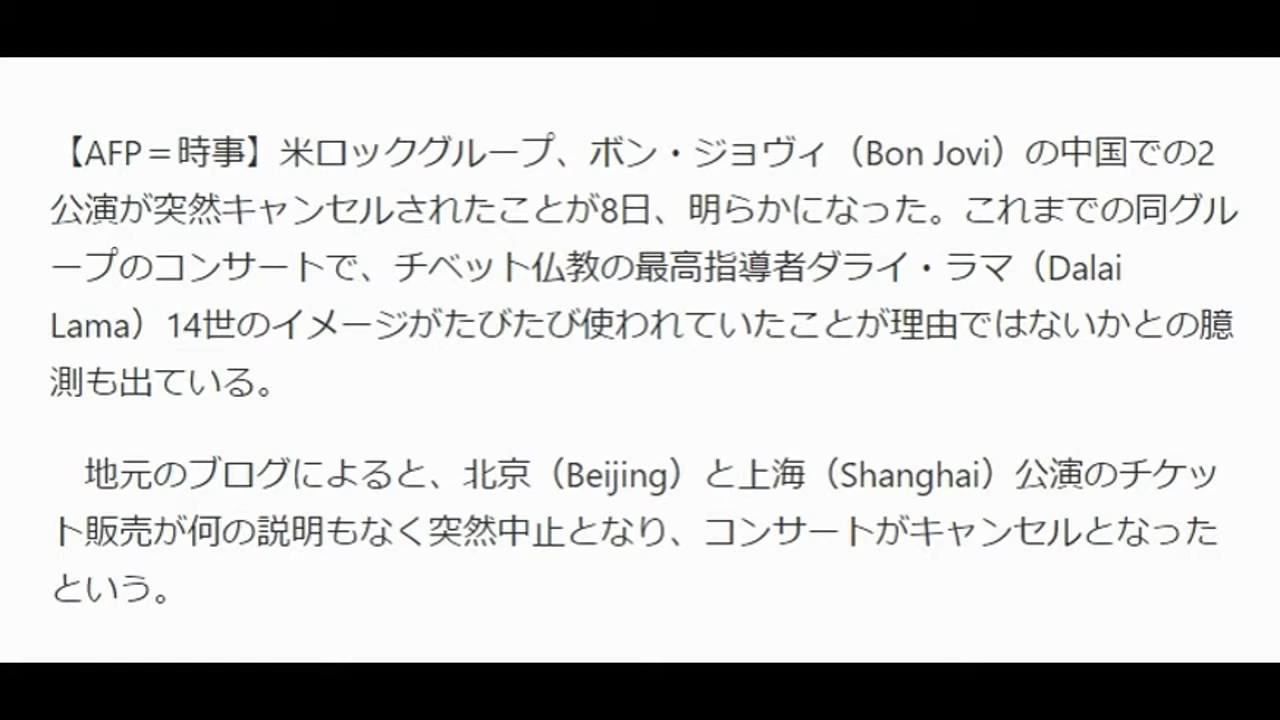 【AFP＝時事】米ロックグループ、ボン・ジョヴィ（Bon Jovi）の中国での2
公演が突然キャンセルされたことが8日、明らかになった。これまでの同グル
ープのコンサートで、チベット仏教の最高指導者ダライ・ラマ（Dalai
Lama）14世のイメージがたびたび使われていたことが理由ではないかとの臆
測も出ている。
　地元のブログによると、北京（Beijing）と上海（Shanghai）公演のチケッ
ト販売が何の説明もなく突然中止となり、コンサートがキャンセルとなった
という。